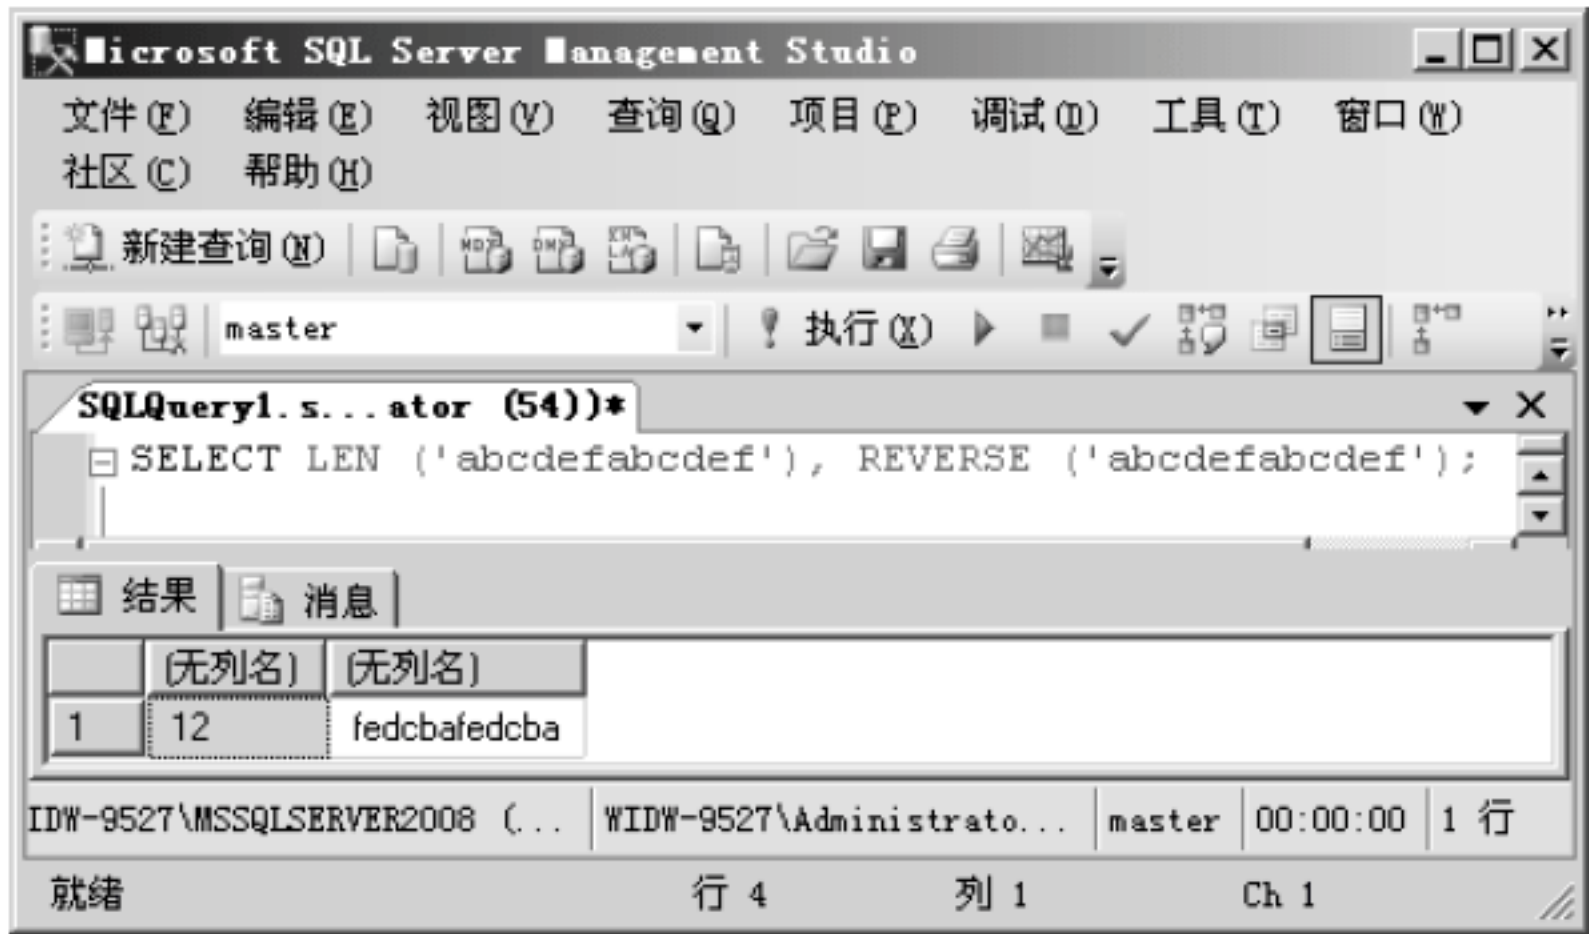 Microsoft SQL Server Management Studio
文件(F) 编辑(E) 视图(V) 查询(Q) 项目(P) 调试(D) 工具(T) 窗口(W)
社区(C) 帮助(H)
新建查询(N)
master 执行(X)
SQLQuery1.s...ator (54))*
SELECT LEN ('abcdefabcdef'), REVERSE ('abcdefabcdef');
结果 消息
(无列名) (无列名)
1 12 fedcbafedcba
IDW-9527\MSSQLSERVER2008 (... WIDW-9527\Administrato... master 00:00:00 1 行
就绪 行 4 列 1 Ch 1